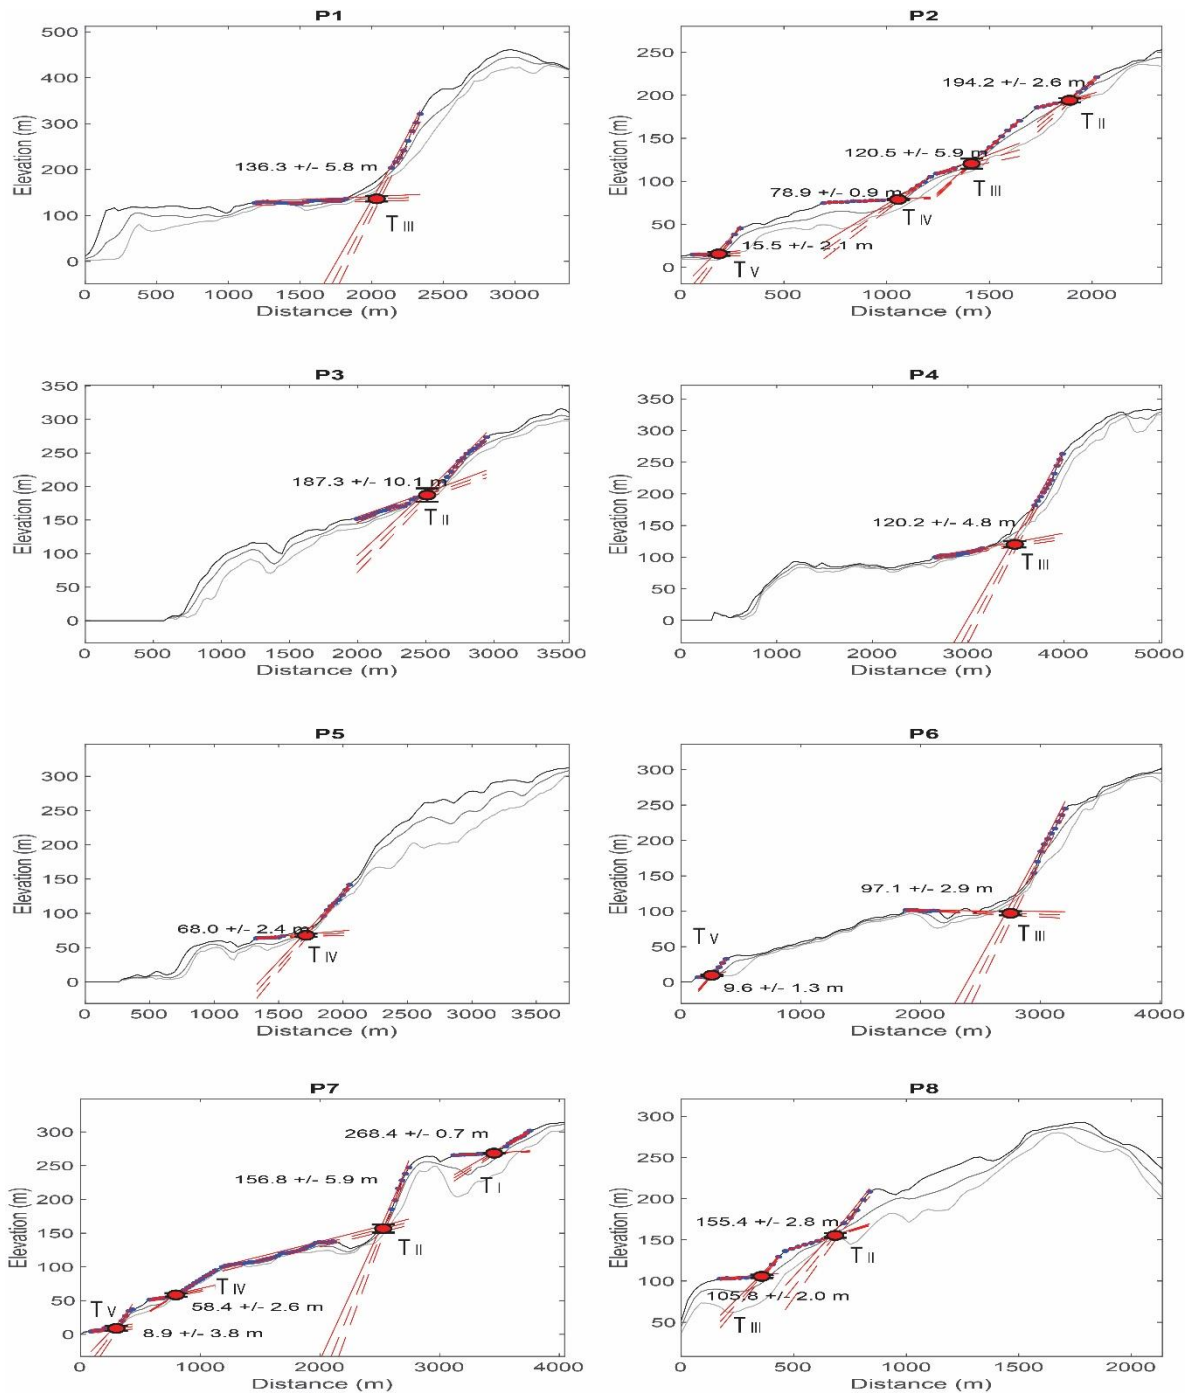 P1
500
400
300
200
100
0
Elevation (m)
136.3 +/- 5.8 m
T III
0 500 1000 1500 2000 2500 3000
Distance (m)
P2
250
200
150
100
50
0
Elevation (m)
194.2 +/- 2.6 m
T II
120.5 +/- 5.9 m
T III
78.9 +/- 0.9 m
T IV
15.5 +/- 2.1 m
T V
0 500 1000 1500 2000
Distance (m)
P3
350
300
250
200
150
100
50
0
Elevation (m)
187.3 +/- 10.1 m
T II
0 500 1000 1500 2000 2500 3000 3500
Distance (m)
P4
350
300
250
200
150
100
50
0
Elevation (m)
120.2 +/- 4.8 m
T III
0 1000 2000 3000 4000 5000
Distance (m)
P5
300
250
200
150
100
50
0
Elevation (m)
68.0 +/- 2.4 m
T IV
0 500 1000 1500 2000 2500 3000 3500
Distance (m)
P6
300
250
200
150
100
50
0
Elevation (m)
97.1 +/- 2.9 m
T III
T V
9.6 +/- 1.3 m
0 1000 2000 3000 4000
Distance (m)
P7
300
250
200
150
100
50
0
Elevation (m)
268.4 +/- 0.7 m
T I
156.8 +/- 5.9 m
T II
T IV
58.4 +/- 2.6 m
T V
8.9 +/- 3.8 m
0 1000 2000 3000 4000
Distance (m)
P8
300
250
200
150
100
50
Elevation (m)
155.4 +/- 2.8 m
T II
105.8 +/- 2.0 m
T III
0 500 1000 1500 2000
Distance (m)